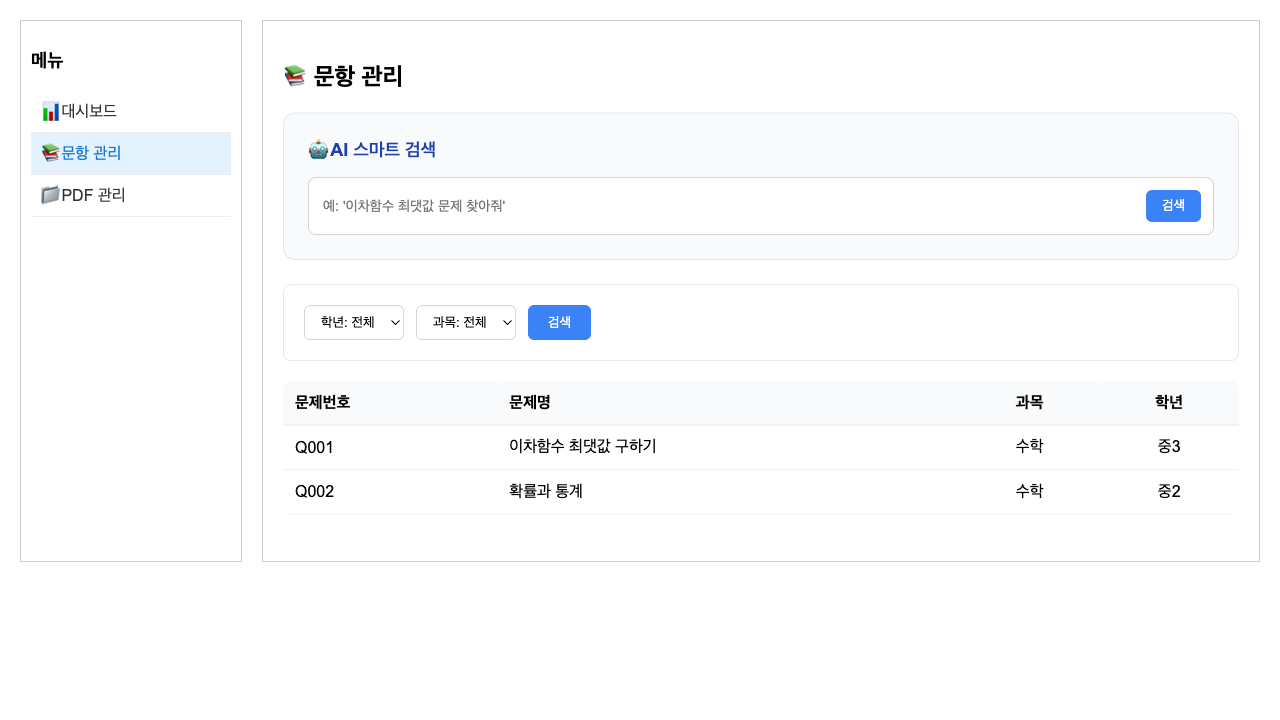 메뉴
대시보드
문항 관리
PDF 관리
문항 관리
AI 스마트 검색
예: '이차함수 최댓값 문제 찾아줘'
검색
학년: 전체 과목: 전체 검색
문제번호 문제명 과목 학년
Q001 이차함수 최댓값 구하기 수학 중3
Q002 확률과 통계 수학 중2